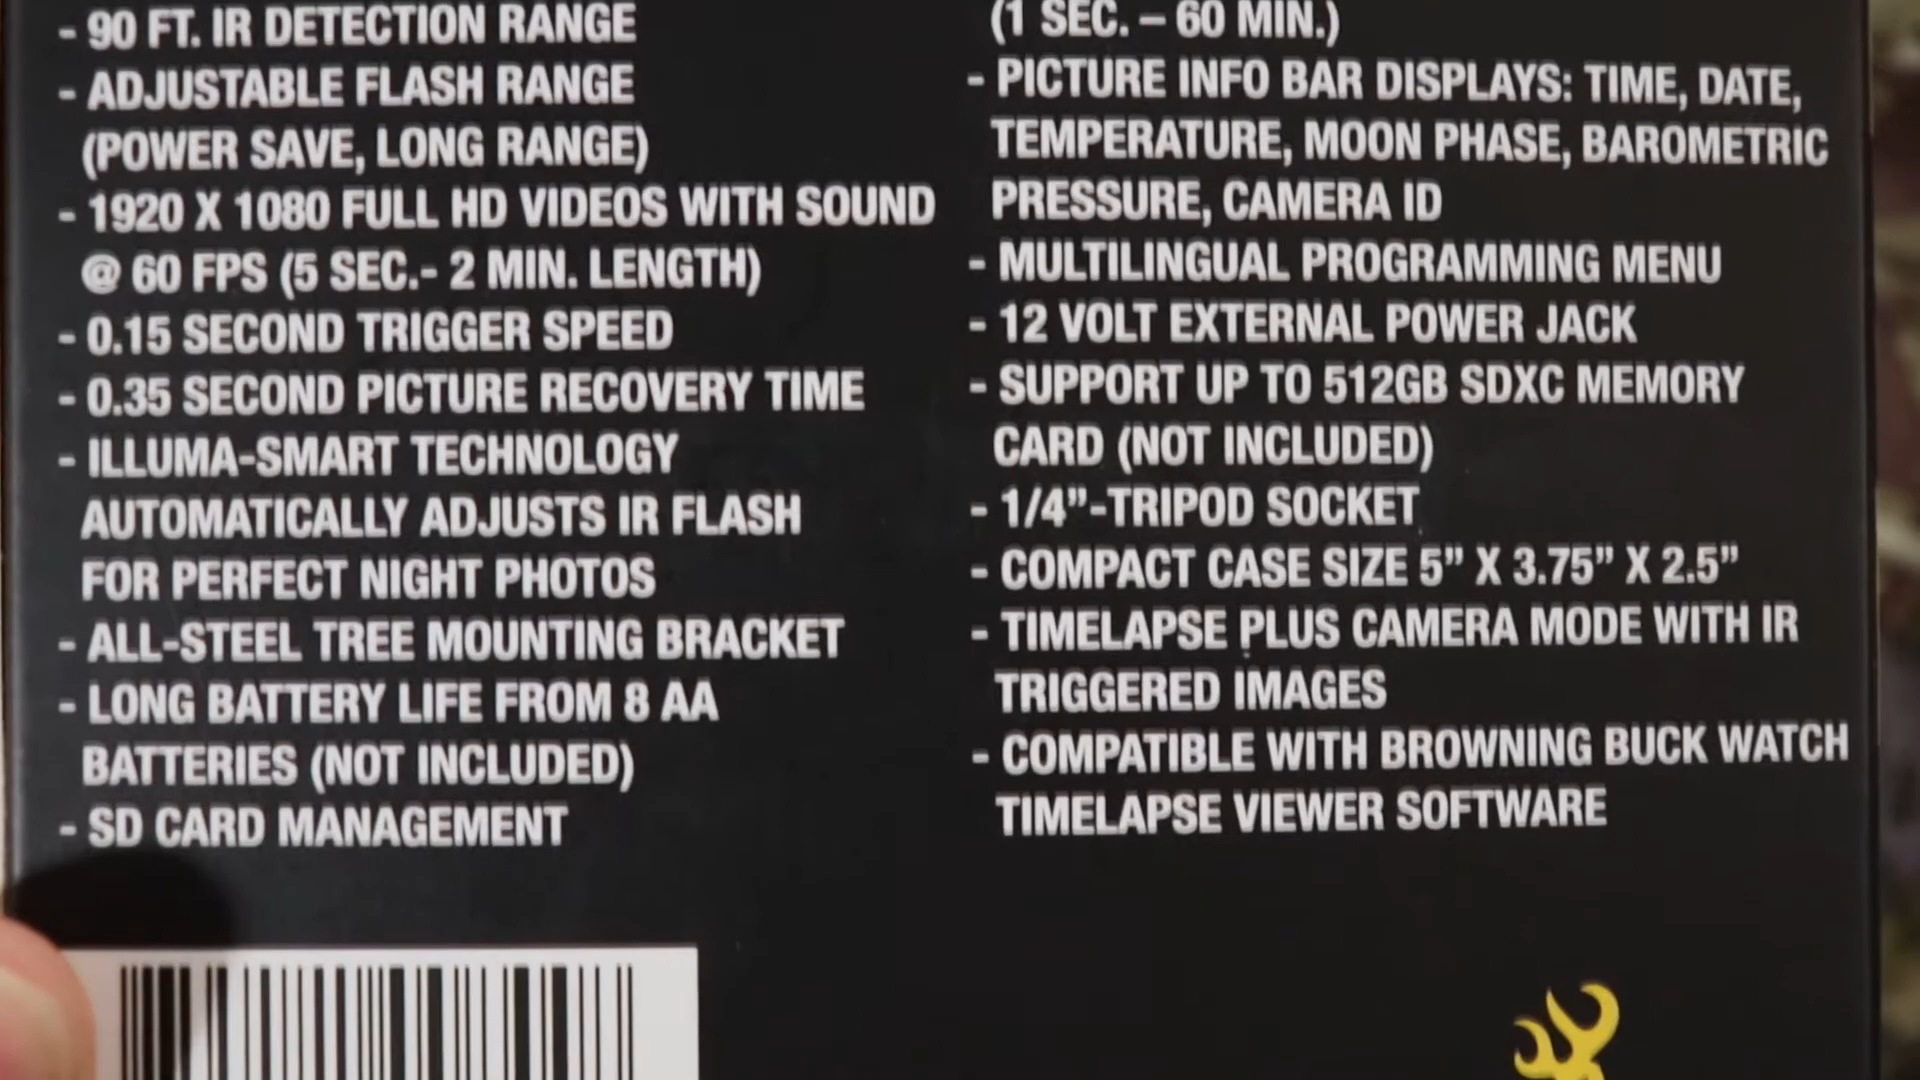 - 90 FT. IR DETECTION RANGE
- ADJUSTABLE FLASH RANGE
(POWER SAVE, LONG RANGE)
- 1920 X 1080 FULL HD VIDEOS WITH SOUND
@ 60 FPS (5 SEC.- 2 MIN. LENGTH)
- 0.15 SECOND TRIGGER SPEED
- 0.35 SECOND PICTURE RECOVERY TIME
- ILLUMA-SMART TECHNOLOGY
AUTOMATICALLY ADJUSTS IR FLASH
FOR PERFECT NIGHT PHOTOS
- ALL-STEEL TREE MOUNTING BRACKET
- LONG BATTERY LIFE FROM 8 AA
BATTERIES (NOT INCLUDED)
- SD CARD MANAGEMENT
(1 SEC. – 60 MIN.)
- PICTURE INFO BAR DISPLAYS: TIME, DATE,
TEMPERATURE, MOON PHASE, BAROMETRIC
PRESSURE, CAMERA ID
- MULTILINGUAL PROGRAMMING MENU
- 12 VOLT EXTERNAL POWER JACK
- SUPPORT UP TO 512GB SDXC MEMORY
CARD (NOT INCLUDED)
- 1/4”-TRIPOD SOCKET
- COMPACT CASE SIZE 5” X 3.75” X 2.5”
- TIMELAPSE PLUS CAMERA MODE WITH IR
TRIGGERED IMAGES
- COMPATIBLE WITH BROWNING BUCK WATCH
TIMELAPSE VIEWER SOFTWARE